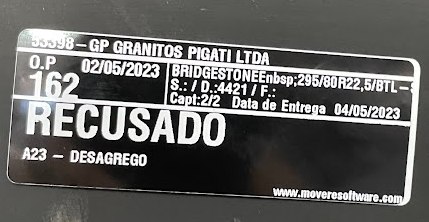 53398-GP GRANITOS PIGATI LTDA
O.P 02/05/2023 BRIDGESTONEEnbsp;295/80R22,5/BTL-
162 S.: / D.:4421 / F.:
Capt:2/2 Data de Entrega 04/05/2023
RECUSADO
A23 - DESAGREGO
www.moveresoftware.com